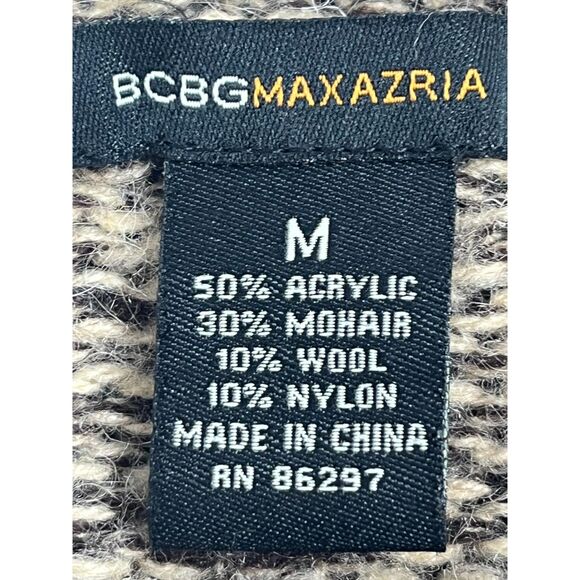 BCBGMAXAZRIA
M
50% ACRYLIC
30% MOHAIR
10% WOOL
10% NYLON
MADE IN CHINA
RN 86297